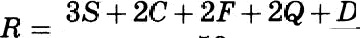 R = 3S + 2C + 2F + 2Q + D